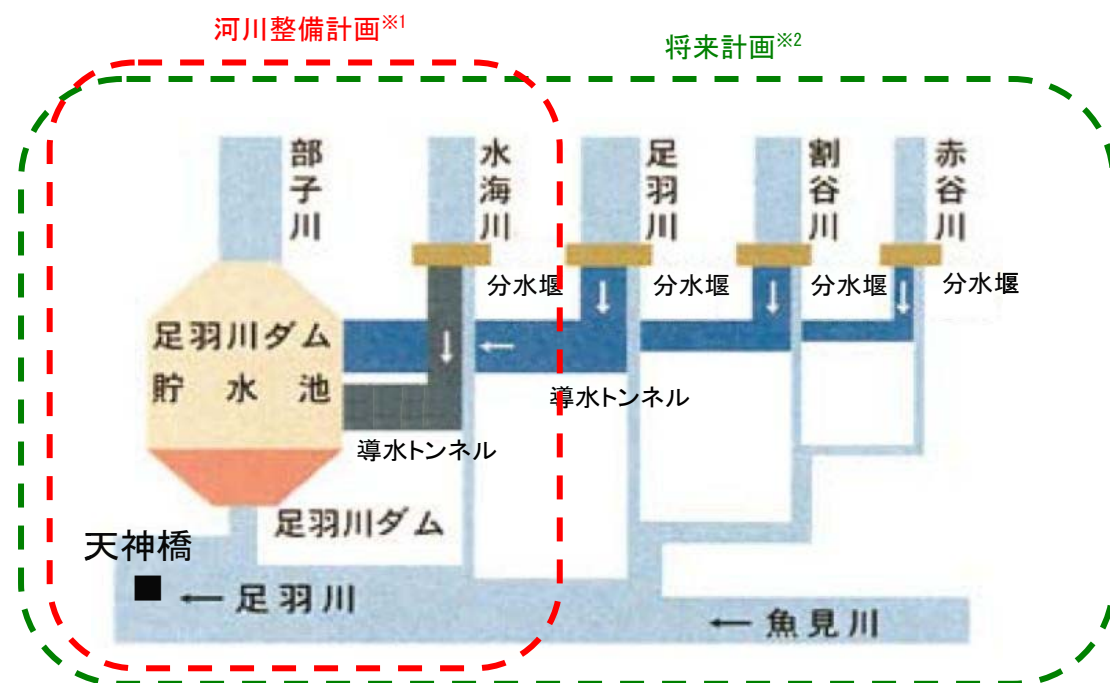 河川整備計画※1
将来計画※2
部子川
水海川
足羽川
割谷川
赤谷川
分水堰
分水堰
分水堰
分水堰
足羽川ダム
貯水池
導水トンネル
導水トンネル
足羽川ダム
天神橋
←足羽川
←魚見川